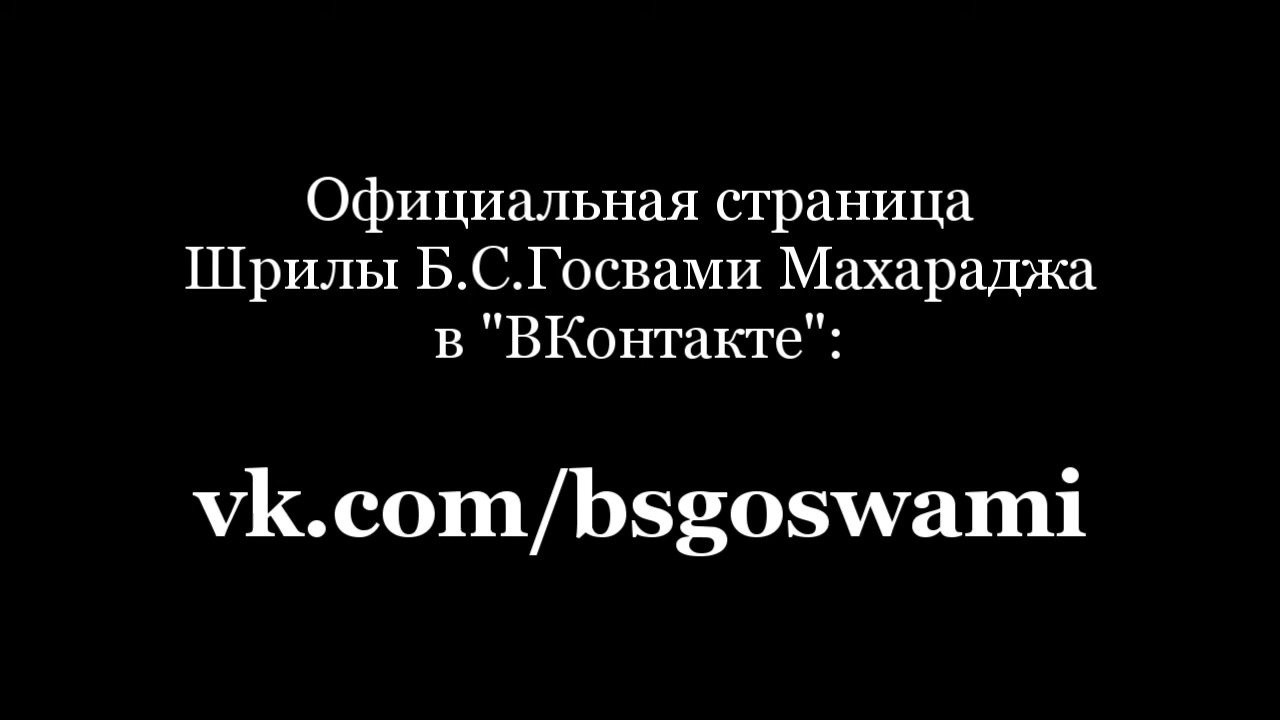 Официальная страница
Шрилы Б.С.Госвами Махараджа
в "ВКонтакте":
vk.com/bsgoswami